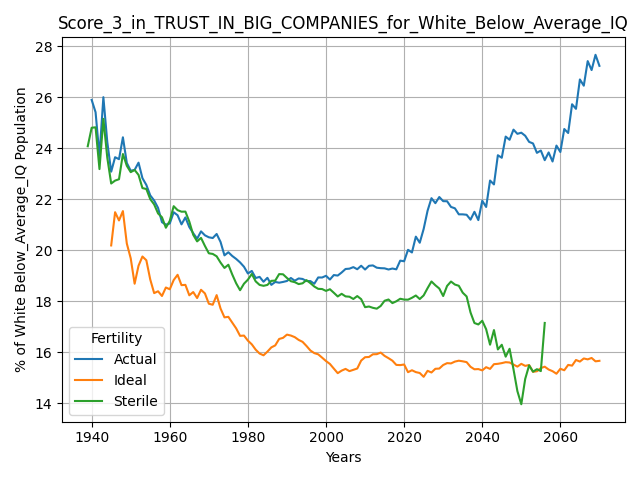 Score_3_in_TRUST_IN_BIG_COMPANIES_for_White_Below_Average_IQ
% of White Below_Average_IQ Population
28
26
24
22
20
18
16
14
Fertility
Actual
Ideal
Sterile
1940
1960
1980
2000
2020
2040
2060
Years